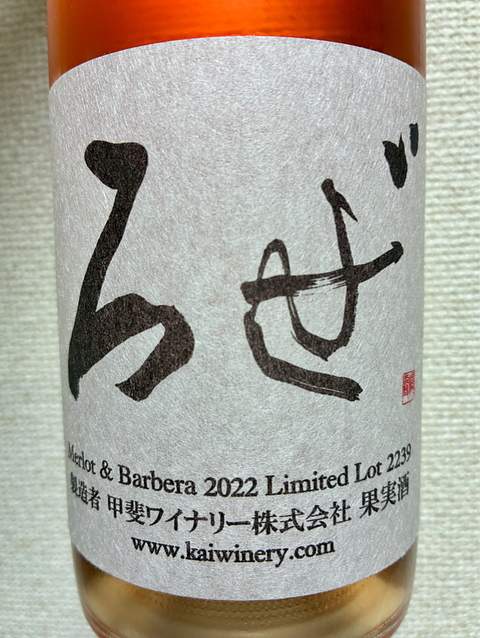 ろぜ
Merlot & Barbera 2022 Limited Lot 2239
製造者 甲斐ワイナリー株式会社 果実酒
www.kaiwinery.com